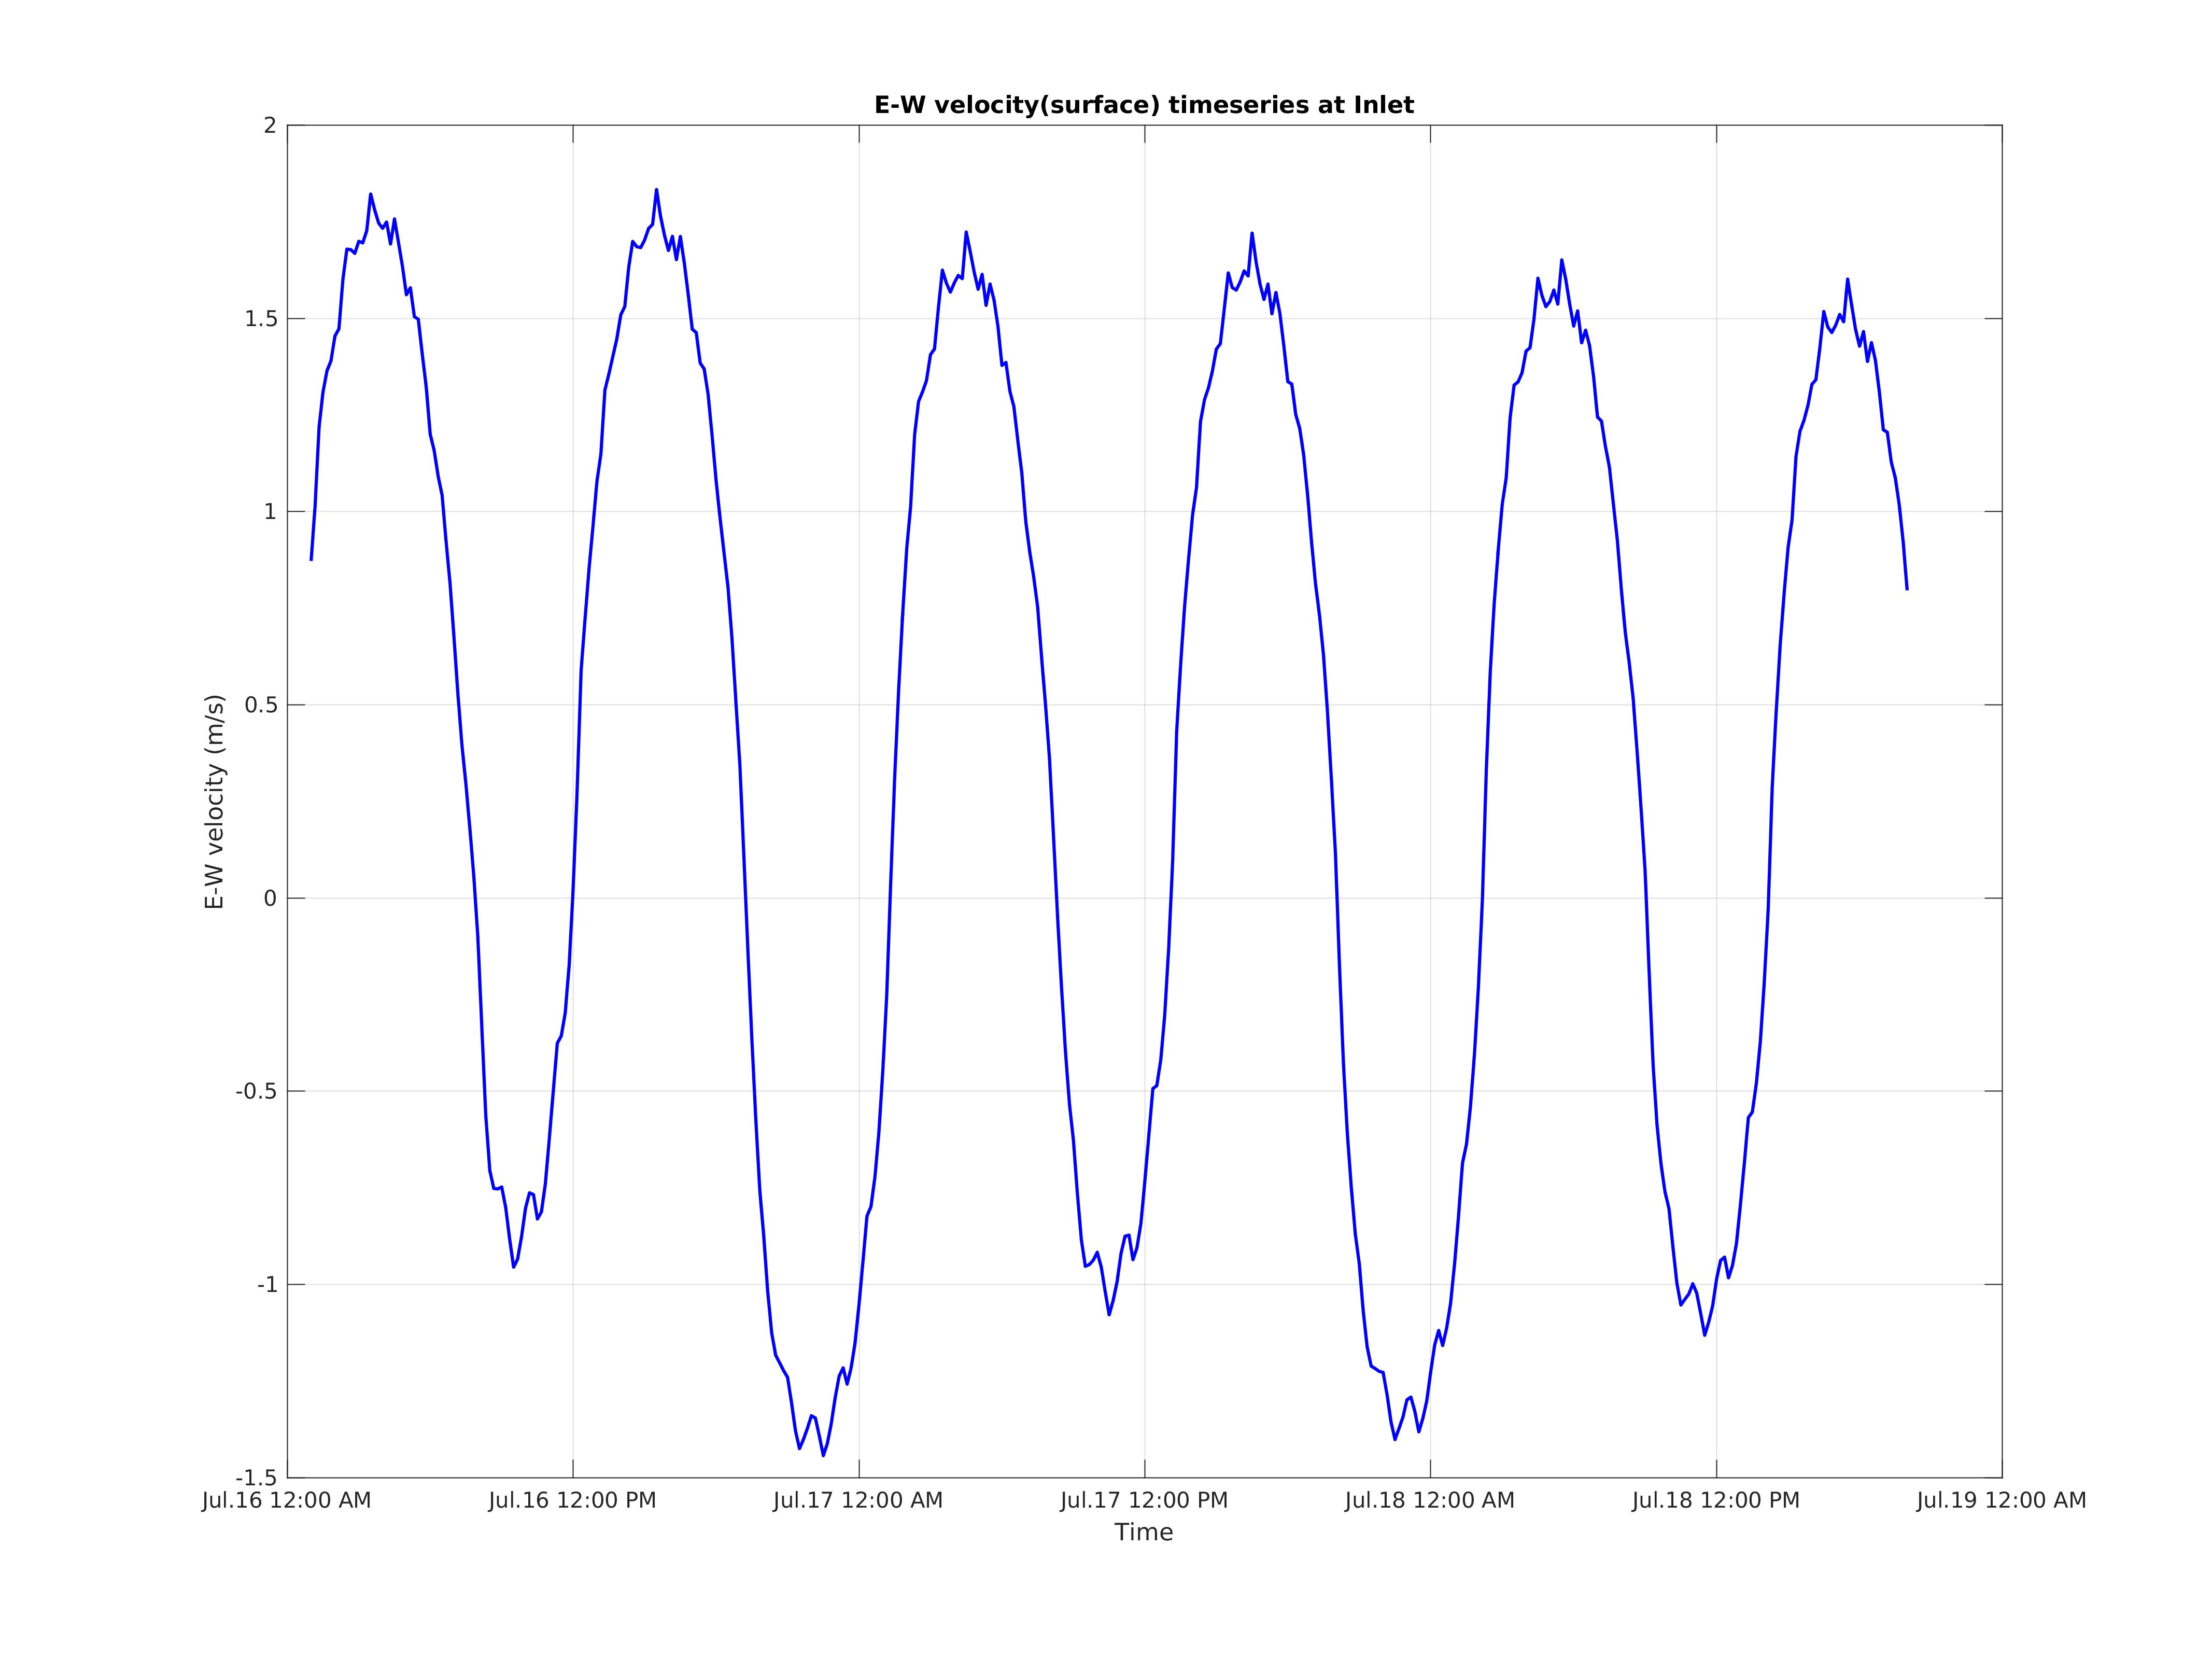 E-W velocity(surface) timeseries at Inlet
2
1.5
1
0.5
0
-0.5
-1
-1.5
E-W velocity (m/s)
Jul.16 12:00 AM Jul.16 12:00 PM Jul.17 12:00 AM Jul.17 12:00 PM Jul.18 12:00 AM Jul.18 12:00 PM Jul.19 12:00 AM
Time